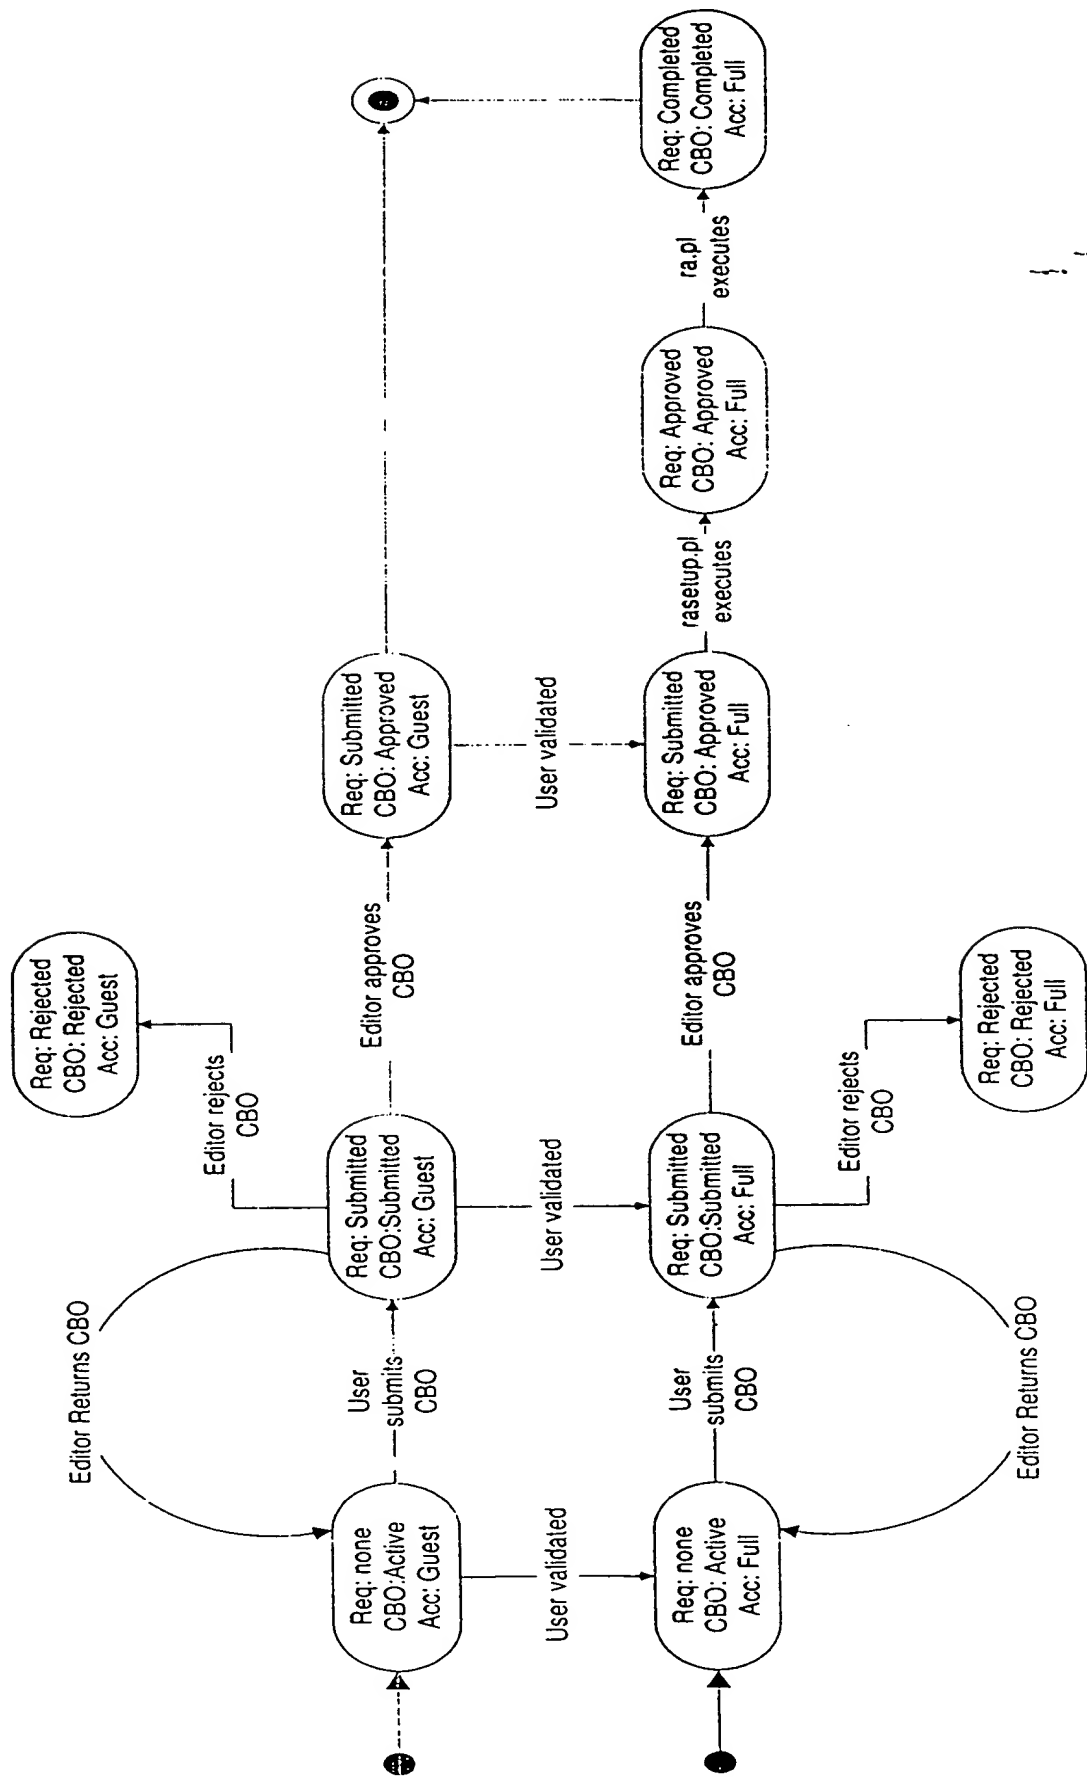 Req: Rejected
CBO: Rejected
Acc: Guest
Editor Returns CBO
Editor rejects
CBO
Req: none
CBO:Active
Acc: Guest
User
submits
CBO
Req: Submitted
CBO:Submitted
Acc: Guest
Editor approves
CBO
Req: Submitted
CBO: Approved
Acc: Guest
User validated
User validated
User validated
Req: none
CBO: Active
Acc: Full
User
submits
CBO
Req: Submitted
CBO:Submitted
Acc: Full
Editor approves
CBO
Req: Submitted
CBO: Approved
Acc: Full
rasetup.pl
executes
Req: Approved
CBO: Approved
Acc: Full
ra.pl
executes
Req: Completed
CBO: Completed
Acc: Full
Editor rejects
CBO
Editor Returns CBO
Req: Rejected
CBO: Rejected
Acc: Full